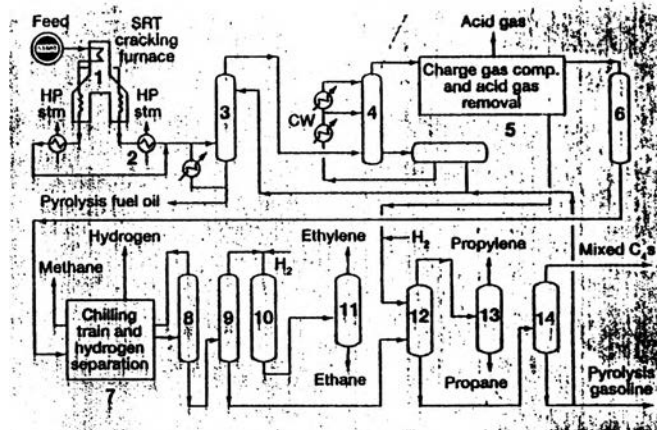 Feed
START
SRT
cracking
furnace
1
HP
stm
HP
stm
2
3
Pyrolysis fuel oil
CW
4
Acid gas
Charge gas comp.
and acid gas
removal
5
6
Hydrogen
Methane
Chilling
train and
hydrogen
separation
7
8
9
10
H₂
Ethylene
11
Ethane
H₂
12
Propylene
13
Propane
14
Mixed C₄s
Pyrolysis
gasoline